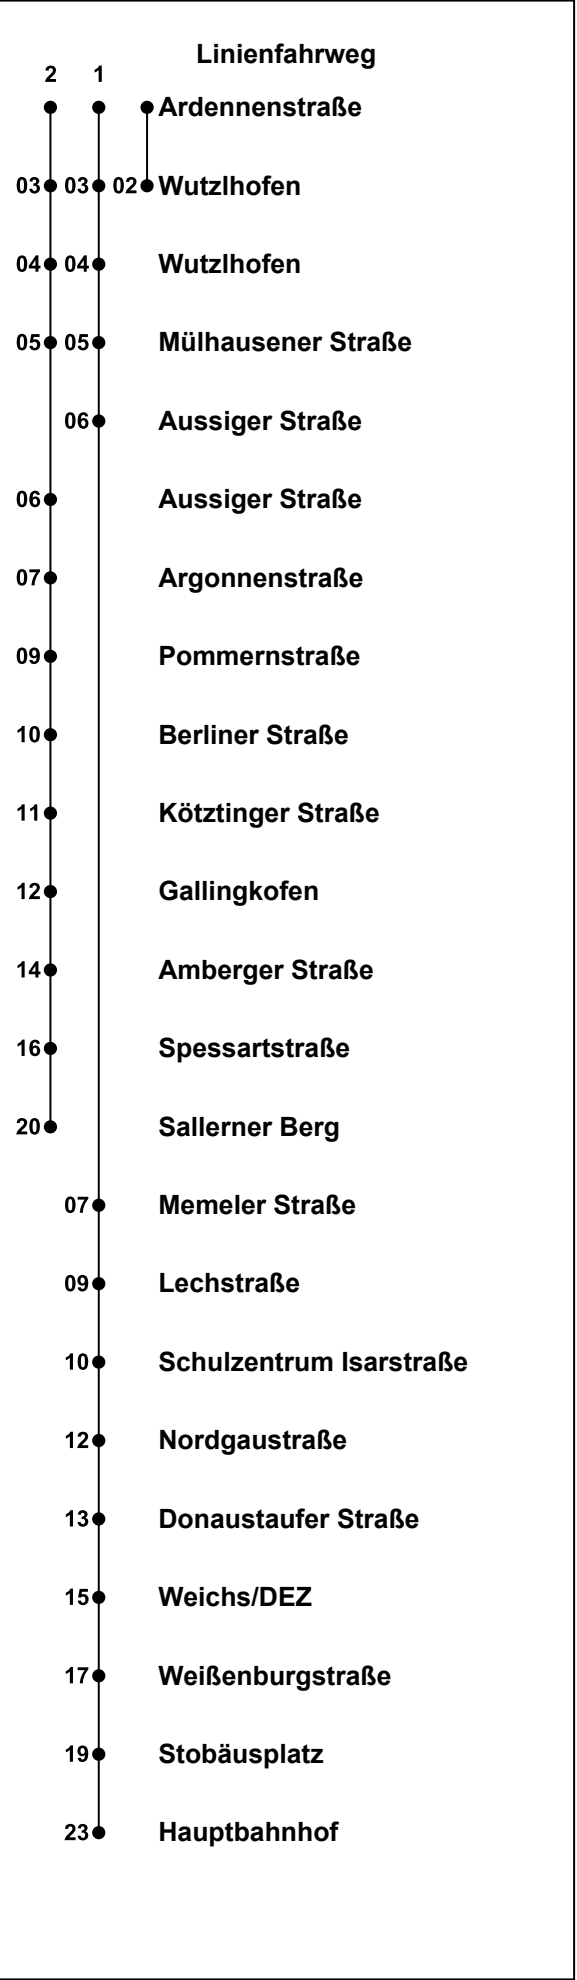 Linienfahrweg
2 1
Ardennenstraße
03 03 02 Wutzlhofen
04 04 Wutzlhofen
05 05 Mülhausener Straße
06 Aussiger Straße
06 Aussiger Straße
07 Argonnenstraße
09 Pommernstraße
10 Berliner Straße
11 Kötztinger Straße
12 Gallingkofen
14 Amberger Straße
16 Spessartstraße
20 Sallerner Berg
07 Memeler Straße
09 Lechstraße
10 Schulzentrum Isarstraße
12 Nordgaustraße
13 Donaustaufer Straße
15 Weichs/DEZ
17 Weißenburgstraße
19 Stobäusplatz
23 Hauptbahnhof